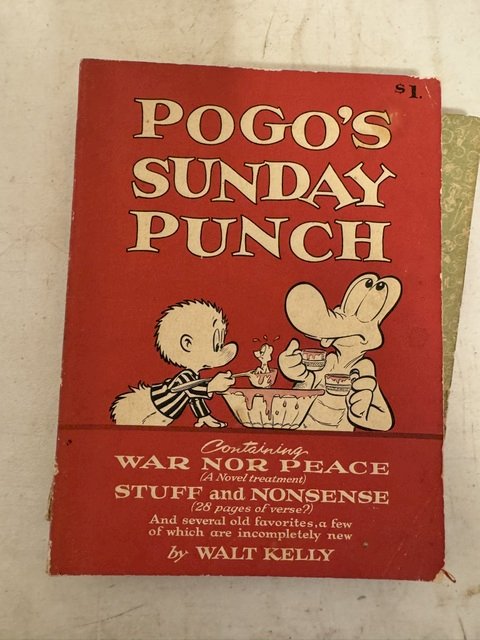 $1.
POGO'S
SUNDAY
PUNCH
Containing
WAR NOR PEACE
(A Novel treatment)
STUFF and NONSENSE
(28 pages of verse?)
And several old favorites, a few
of which are incompletely new
by WALT KELLY